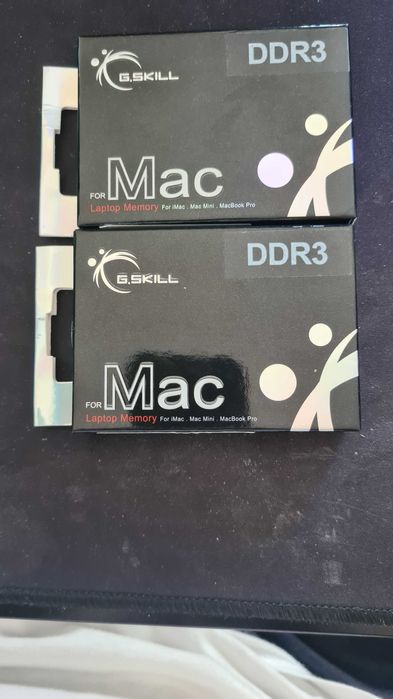 G.SKILL
DDR3
FOR Mac
Laptop Memory For iMac . Mac Mini . MacBook Pro
G.SKILL
DDR3
FOR Mac
Laptop Memory For iMac . Mac Mini . MacBook Pro